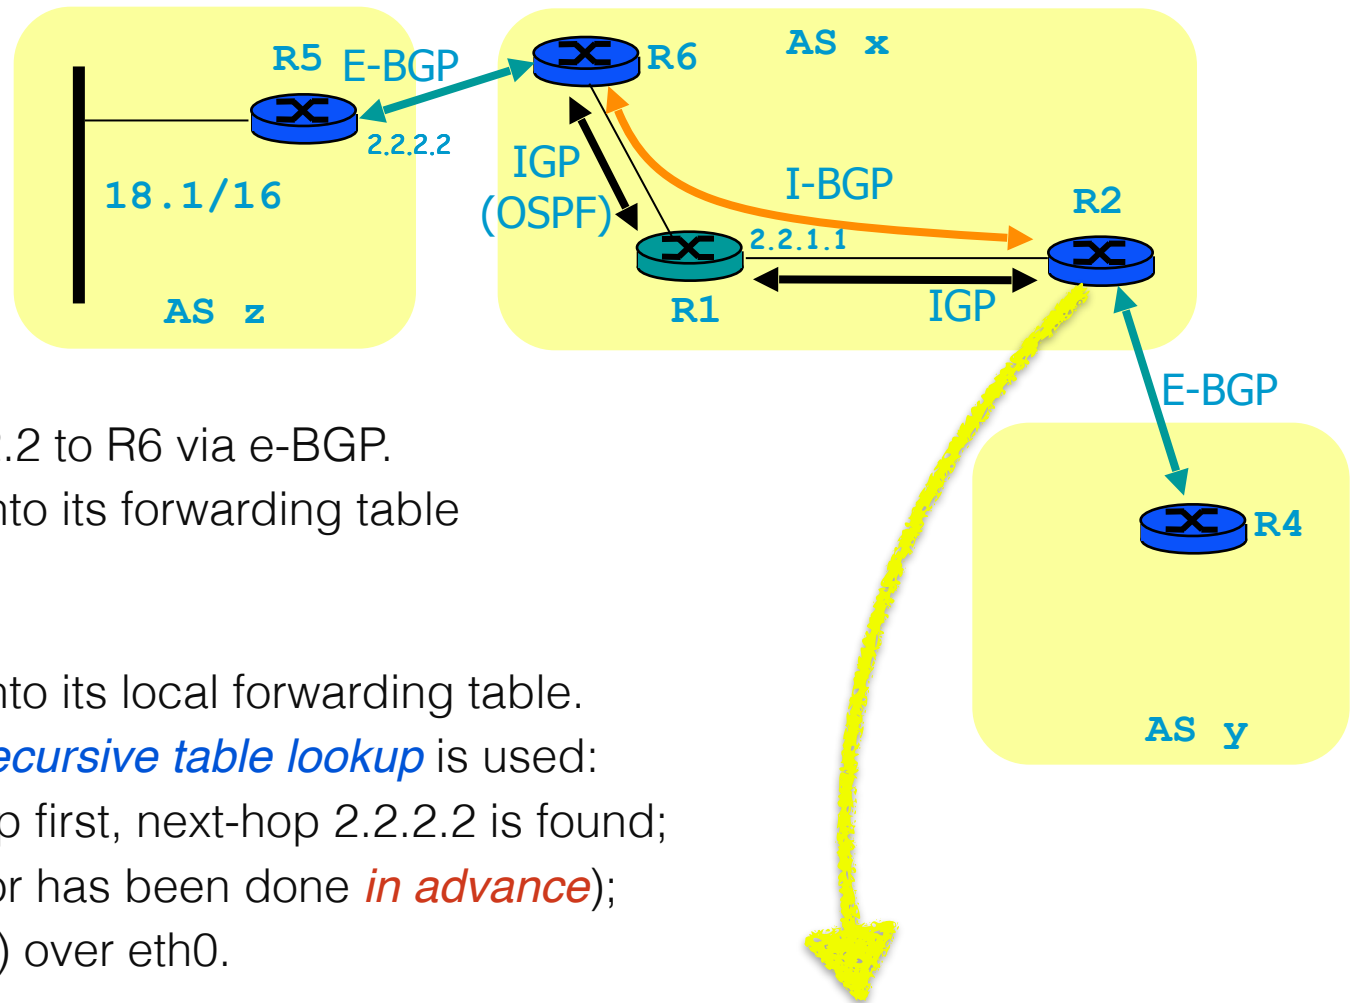 AS x
R5
E-BGP
R6
2.2.2.2
IGP
(OSPF)
18.1/16
I-BGP
R2
2.2.1.1
AS z
R1
IGP
E-BGP
.2 to R6 via e-BGP.
nto its forwarding table
R4
nto its local forwarding table.
ecursive table lookup is used:
AS y
p first, next-hop 2.2.2.2 is found;
or has been done in advance);
) over eth0.